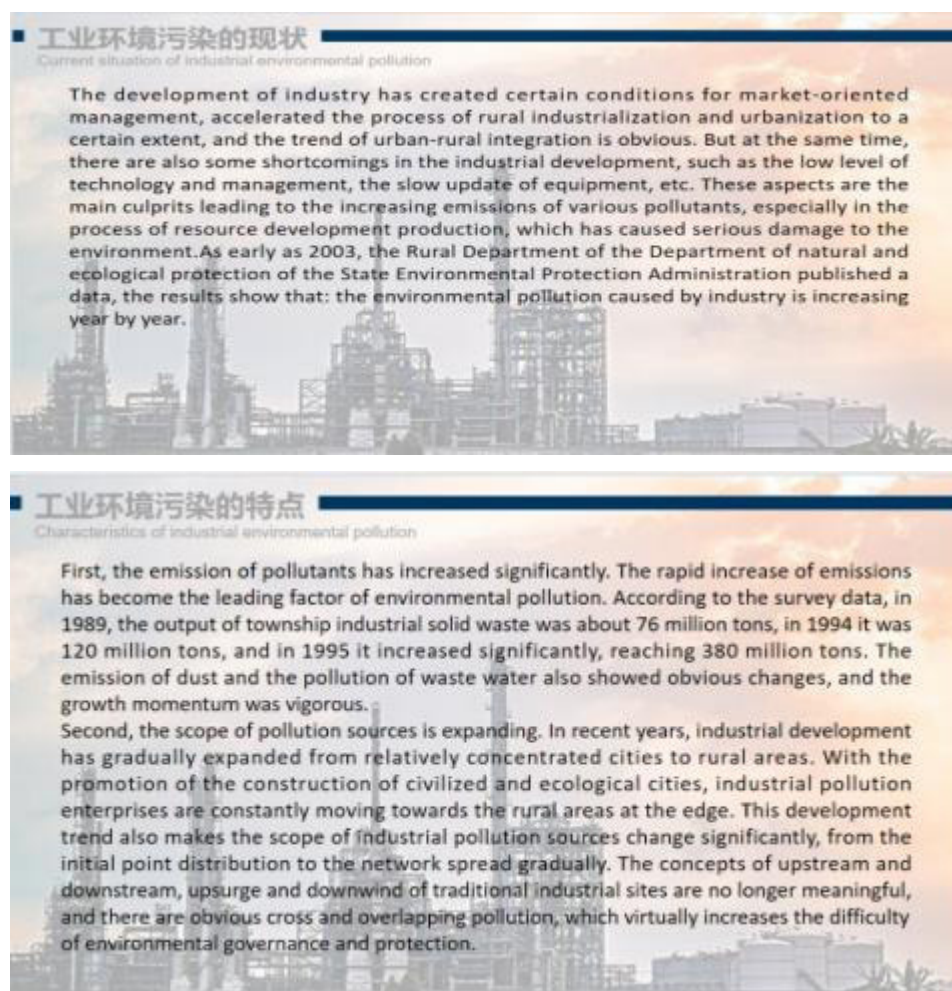 工业环境污染的现状
Current situation of industrial environmental pollution
The development of industry has created certain conditions for market-oriented
management, accelerated the process of rural industrialization and urbanization to a
certain extent, and the trend of urban-rural integration is obvious. But at the same time,
there are also some shortcomings in the industrial development, such as the low level of
technology and management, the slow update of equipment, etc. These aspects are the
main culprits leading to the increasing emissions of various pollutants, especially in the
process of resource development production, which has caused serious damage to the
environment.As early as 2003, the Rural Department of the Department of natural and
ecological protection of the State Environmental Protection Administration published a
data, the results show that: the environmental pollution caused by industry is increasing
year by year.
工业环境污染的特点
Characteristics of industrial environmental pollution
First, the emission of pollutants has increased significantly. The rapid increase of emissions
has become the leading factor of environmental pollution. According to the survey data, in
1989, the output of township industrial solid waste was about 76 million tons, in 1994 it was
120 million tons, and in 1995 it increased significantly, reaching 380 million tons. The
emission of dust and the pollution of waste water also showed obvious changes, and the
growth momentum was vigorous.
Second, the scope of pollution sources is expanding. In recent years, industrial development
has gradually expanded from relatively concentrated cities to rural areas. With the
promotion of the construction of civilized and ecological cities, industrial pollution
enterprises are constantly moving towards the rural areas at the edge. This development
trend also makes the scope of industrial pollution sources change significantly, from the
initial point distribution to the network spread gradually. The concepts of upstream and
downstream, upsurge and downwind of traditional industrial sites are no longer meaningful,
and there are obvious cross and overlapping pollution, which virtually increases the difficulty
of environmental governance and protection.